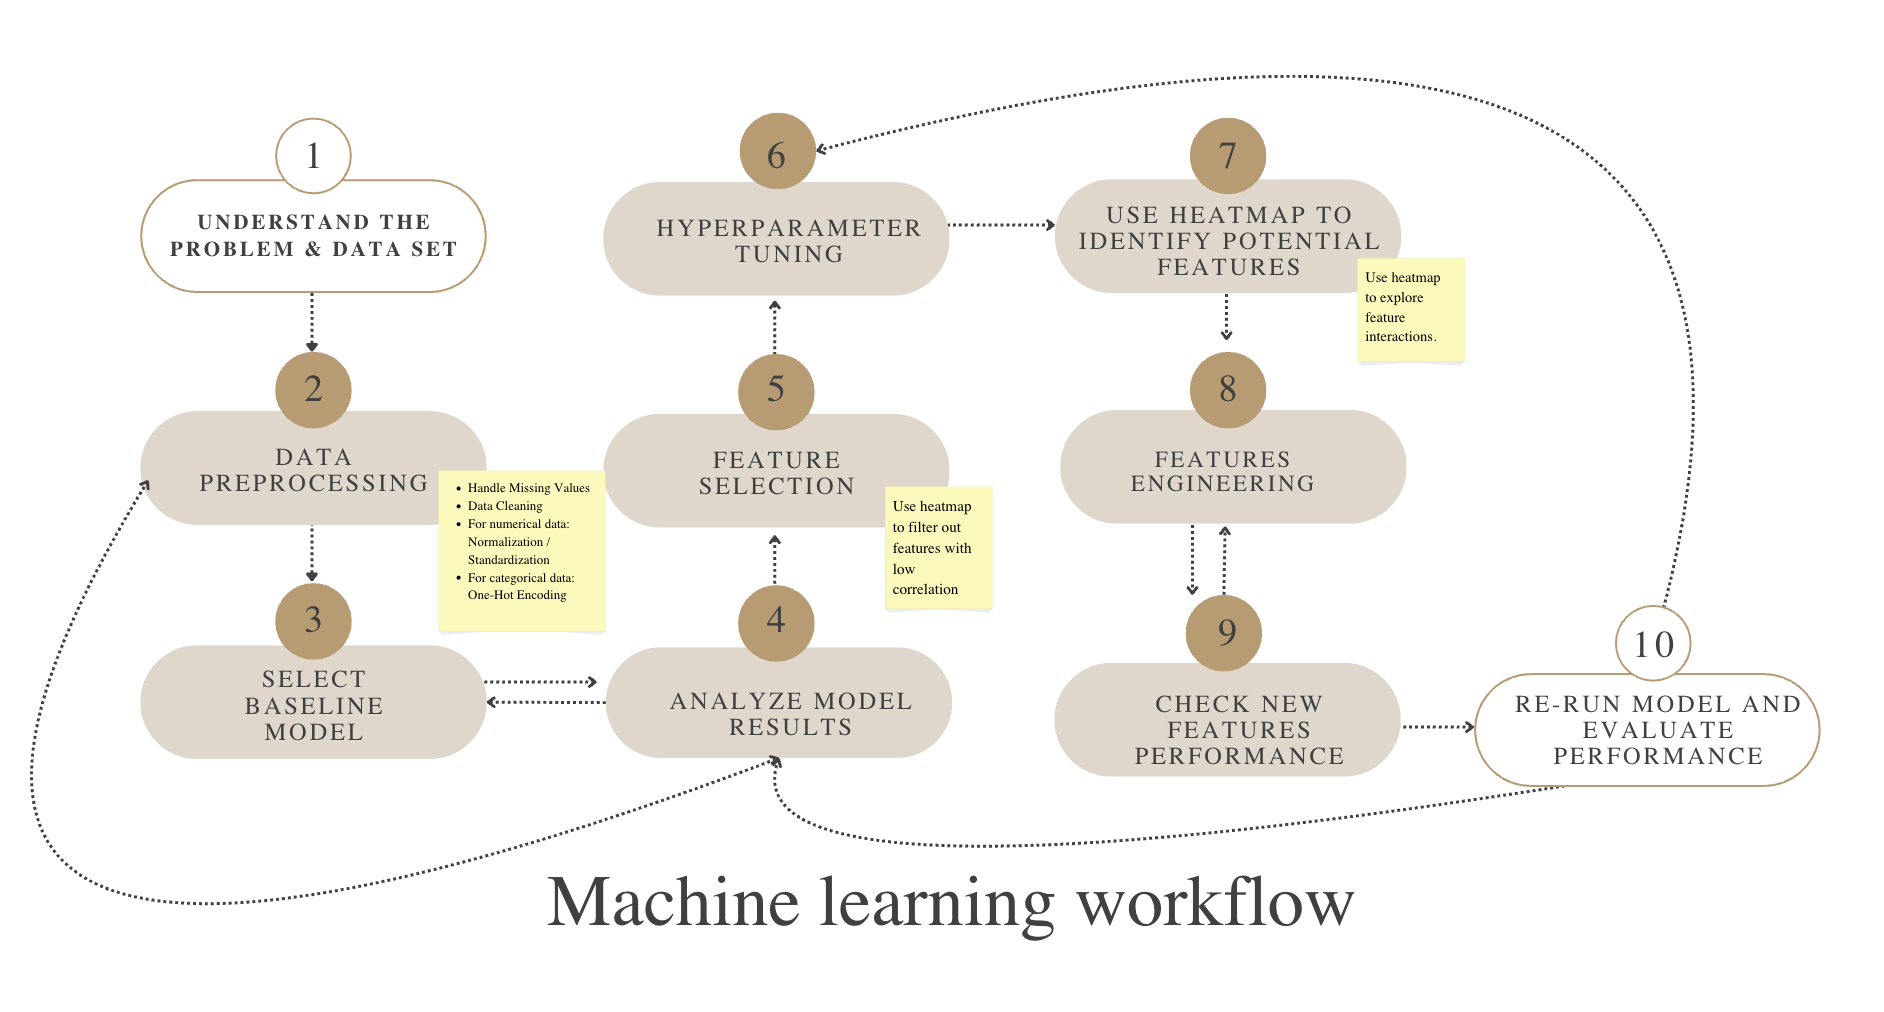 1
UNDERSTAND THE
PROBLEM & DATA SET
2
DATA
PREPROCESSING
• Handle Missing Values
• Data Cleaning
• For numerical data:
Normalization /
Standardization
• For categorical data:
One-Hot Encoding
3
SELECT
BASELINE
MODEL
4
ANALYZE MODEL
RESULTS
5
FEATURE
SELECTION
Use heatmap
to filter out
features with
low
correlation
6
HYPERPARAMETER
TUNING
7
USE HEATMAP TO
IDENTIFY POTENTIAL
FEATURES
Use heatmap
to explore
feature
interactions.
8
FEATURES
ENGINEERING
9
CHECK NEW
FEATURES
PERFORMANCE
10
RE-RUN MODEL AND
EVALUATE
PERFORMANCE
Machine learning workflow